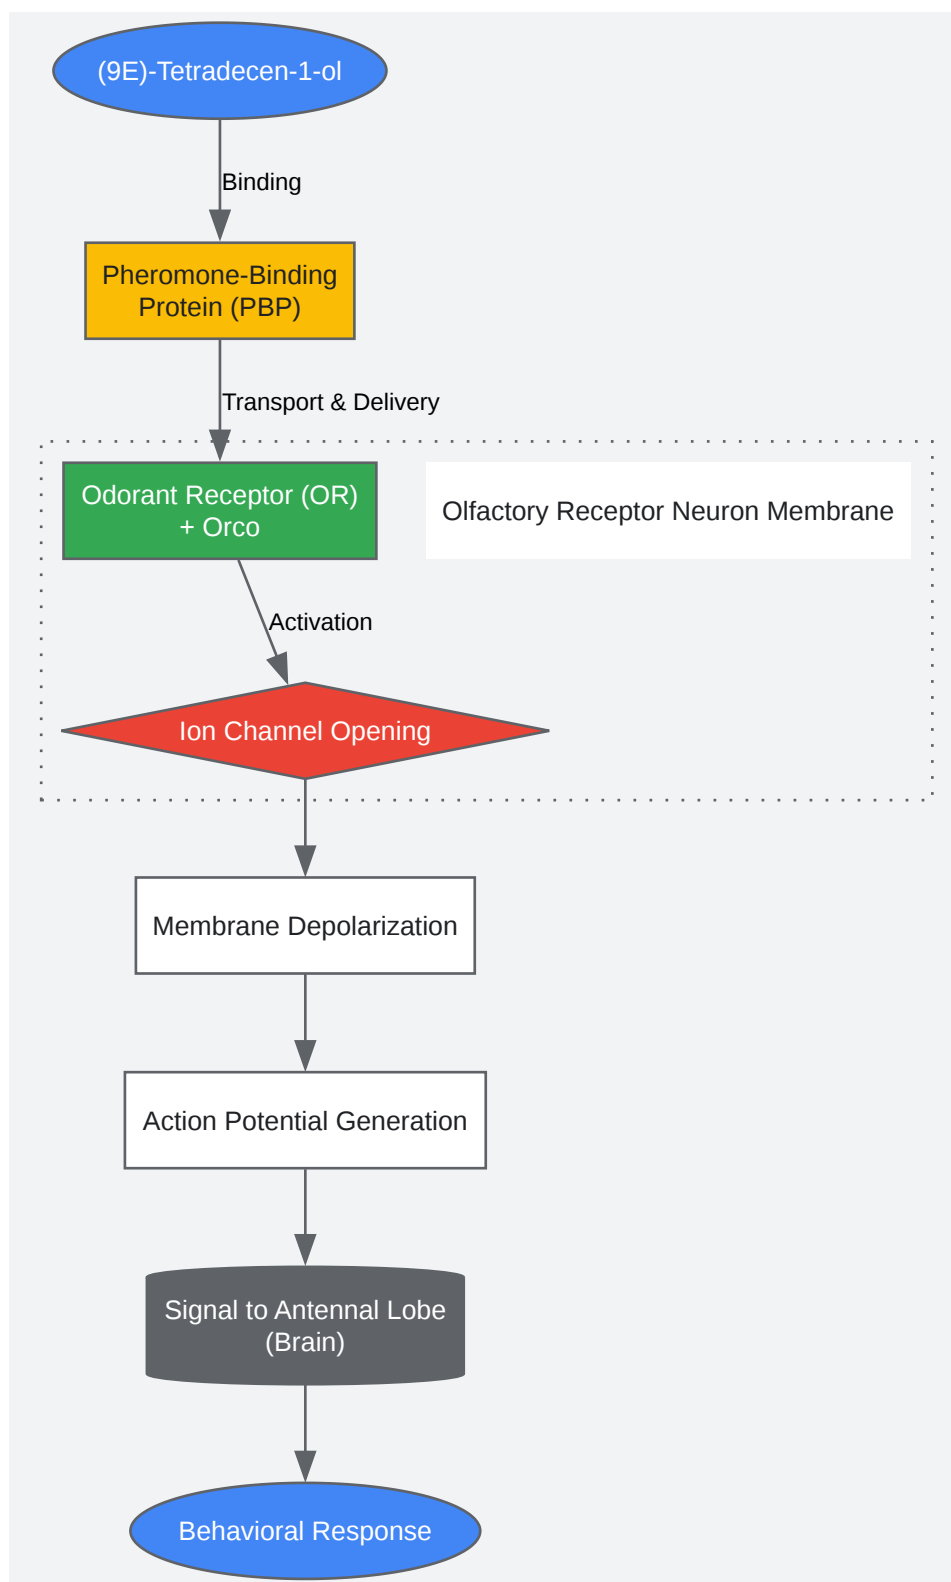 (9E)-Tetradecen-1-ol
Binding
Pheromone-Binding
Protein (PBP)
Transport & Delivery
Odorant Receptor (OR)
+ Orco
Olfactory Receptor Neuron Membrane
Activation
Ion Channel Opening
Membrane Depolarization
Action Potential Generation
Signal to Antennal Lobe
(Brain)
Behavioral Response